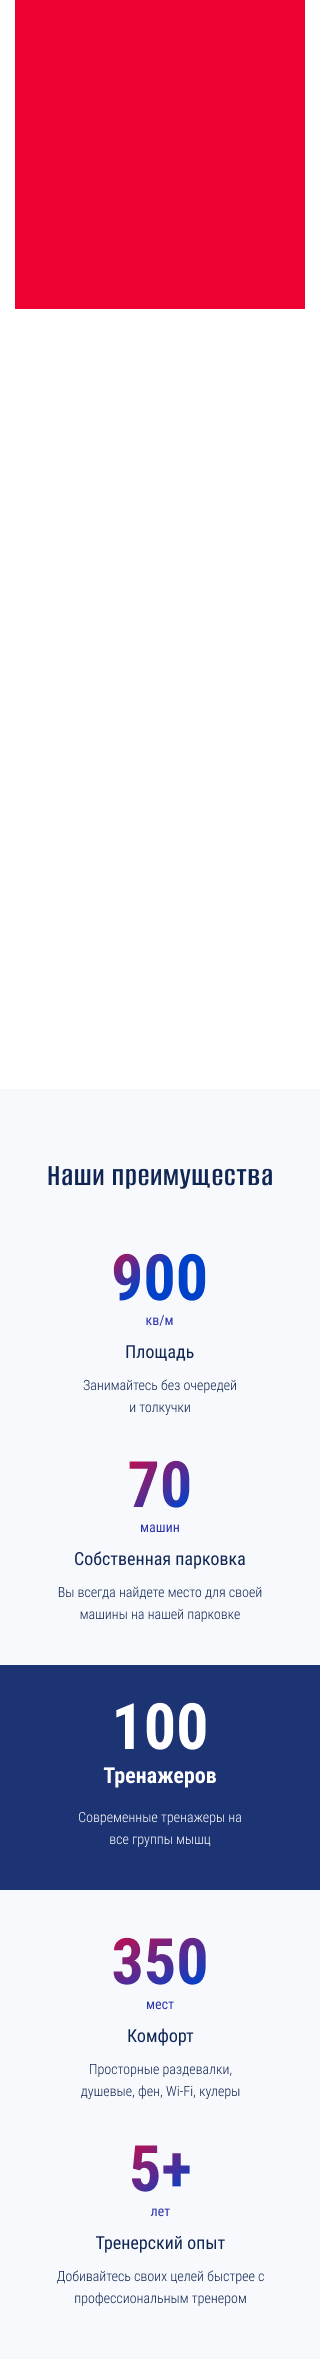 Наши преимущества
900
кв/м
Площадь
Занимайтесь без очередей
и толкучки
70
машин
Собственная парковка
Вы всегда найдете место для своей
машины на нашей парковке
100
Тренажеров
Современные тренажеры на
все группы мышц
350
мест
Комфорт
Просторные раздевалки,
душевые, фен, Wi-Fi, кулеры
5+
лет
Тренерский опыт
Добивайтесь своих целей быстрее с
профессиональным тренером